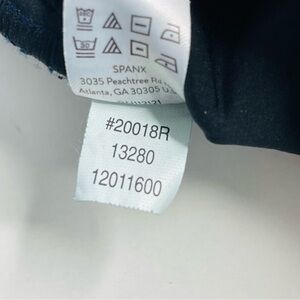 SPANX
3035 Peachtree Rd
Atlanta, GA 30305 U.S
#20018R
13280
12011600